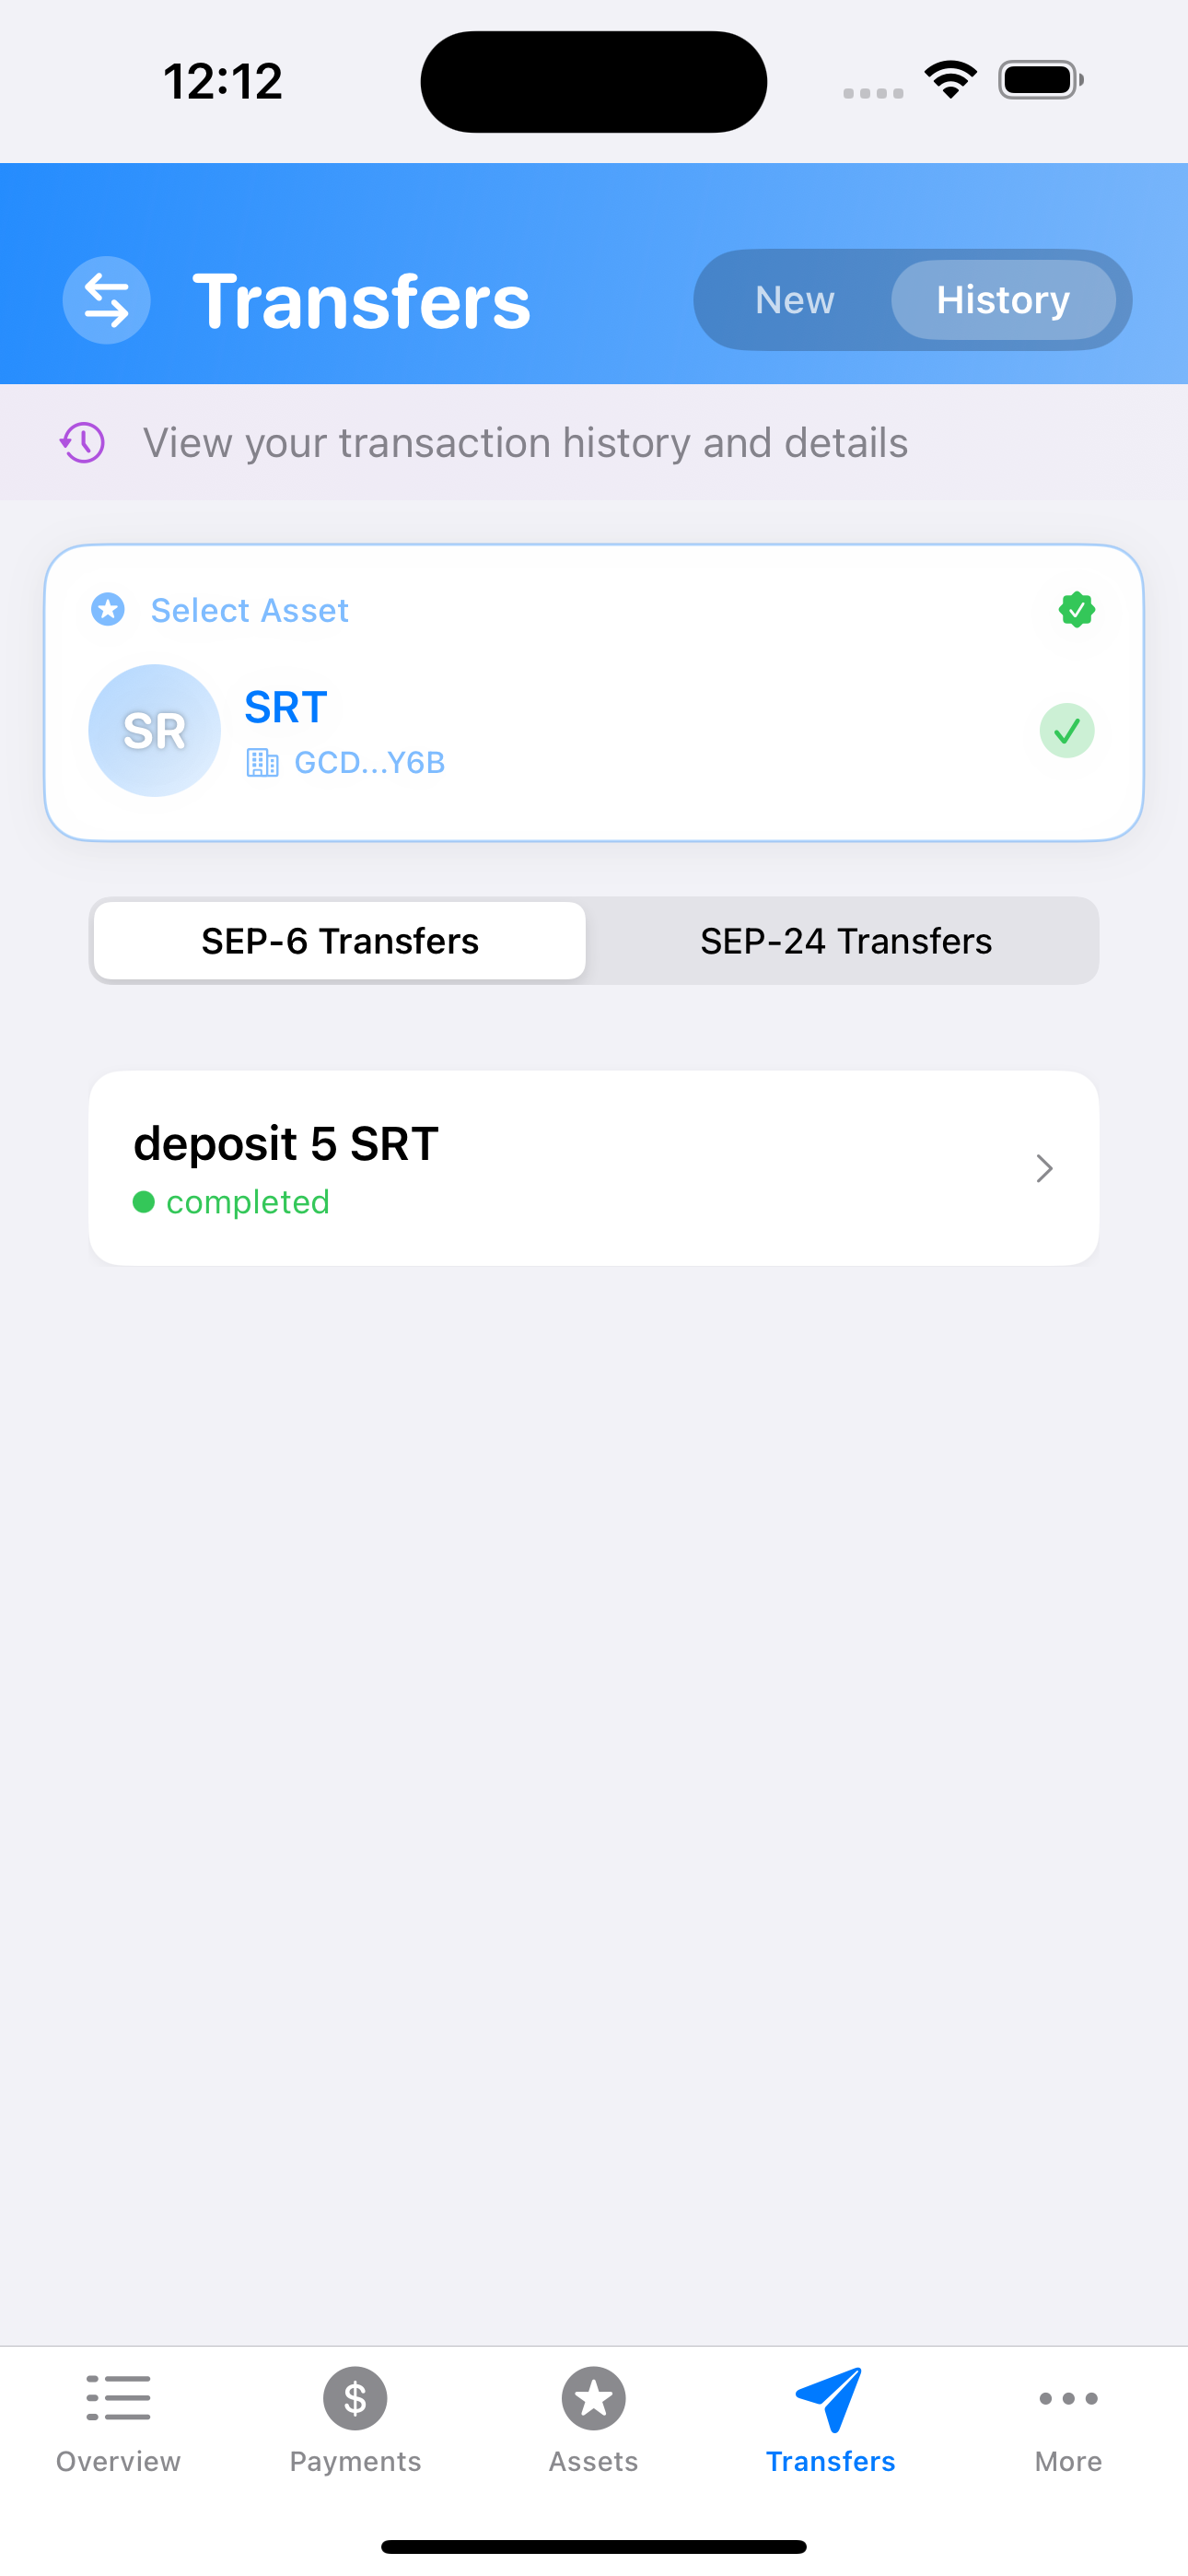 12:12
Transfers
New
History
View your transaction history and details
Select Asset
SR
SRT
GCD...Y6B
SEP-6 Transfers
SEP-24 Transfers
deposit 5 SRT
completed
$
Overview
Payments
Assets
Transfers
More